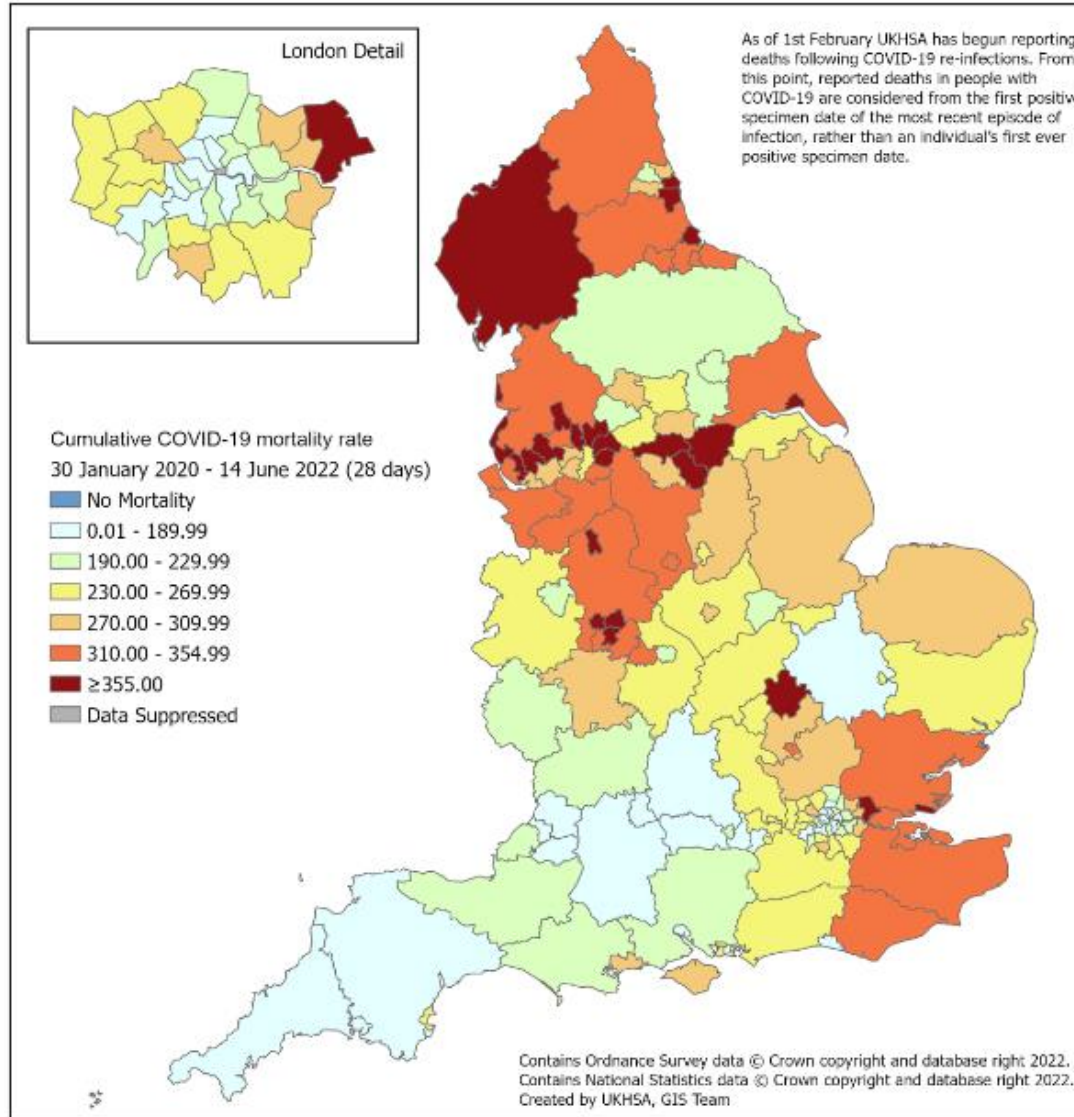 London Detail
As of 1st February UKHSA has begun reporting
deaths following COVID-19 re-infections. From
this point, reported deaths in people with
COVID-19 are considered from the first positive
specimen date of the most recent episode of
infection, rather than an individual's first ever
positive specimen date.
Cumulative COVID-19 mortality rate
30 January 2020 - 14 June 2022 (28 days)
No Mortality
0.01 - 189.99
190.00 - 229.99
230.00 - 269.99
270.00 - 309.99
310.00 - 354.99
≥355.00
Data Suppressed
Contains Ordnance Survey data © Crown copyright and database right 2022.
Contains National Statistics data © Crown copyright and database right 2022.
Created by UKHSA, GIS Team